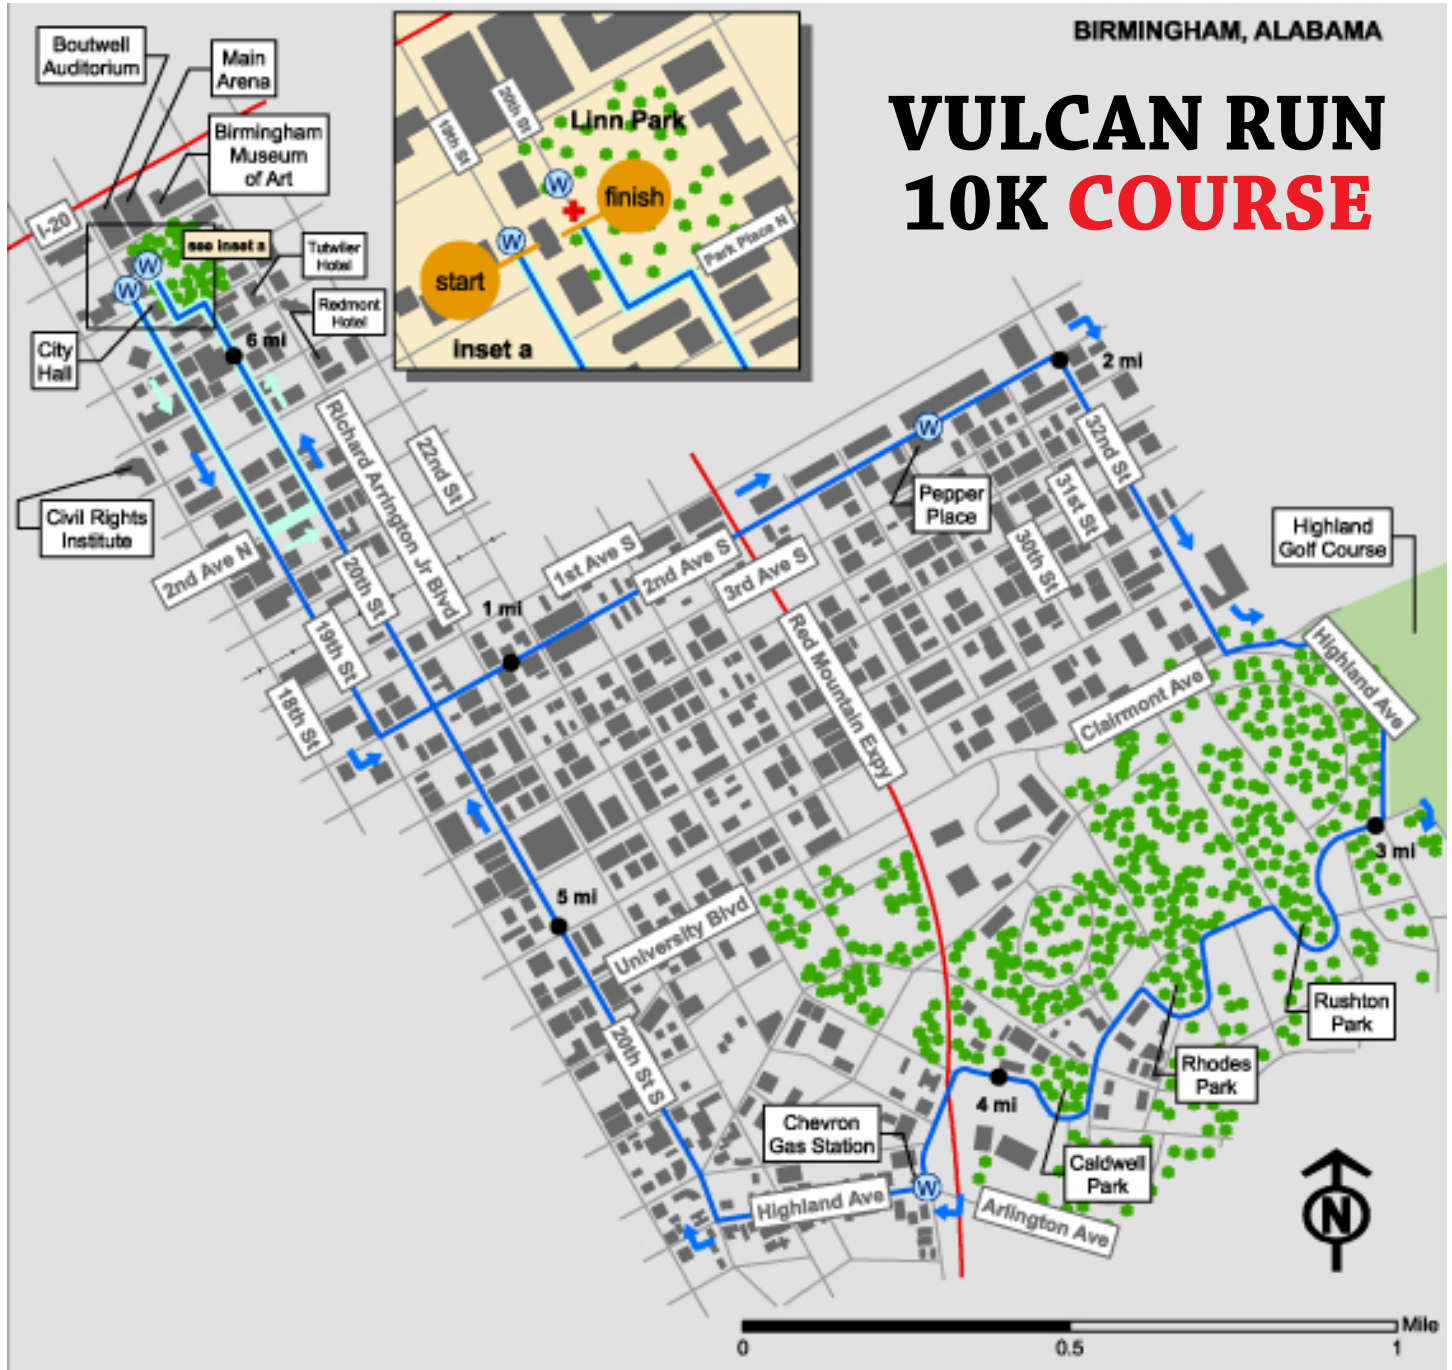 BIRMINGHAM, ALABAMA
VULCAN RUN
10K COURSE
Boutwell
Auditorium
Main
Arena
Birmingham
Museum
of Art
I-20
see inset a
Tutwiler
Hotel
Redmont
Hotel
W
W
City
Hall
6 mi
Civil Rights
Institute
20th St
19th St
Linn Park
W
finish
W
start
Park Place N
inset a
Richard Arrington Jr Blvd
22nd St
2nd Ave N
20th St
19th St
18th St
1 mi
1st Ave S
2nd Ave S
3rd Ave S
W
Pepper
Place
2 mi
32nd St
31st St
30th St
Red Mountain Expy
Highland
Golf Course
Highland Ave
Clairmont Ave
3 mi
5 mi
University Blvd
Rushton
Park
Rhodes
Park
20th St S
4 mi
Chevron
Gas Station
Caldwell
Park
W
Highland Ave
Arlington Ave
N
Mile
0
0.5
1